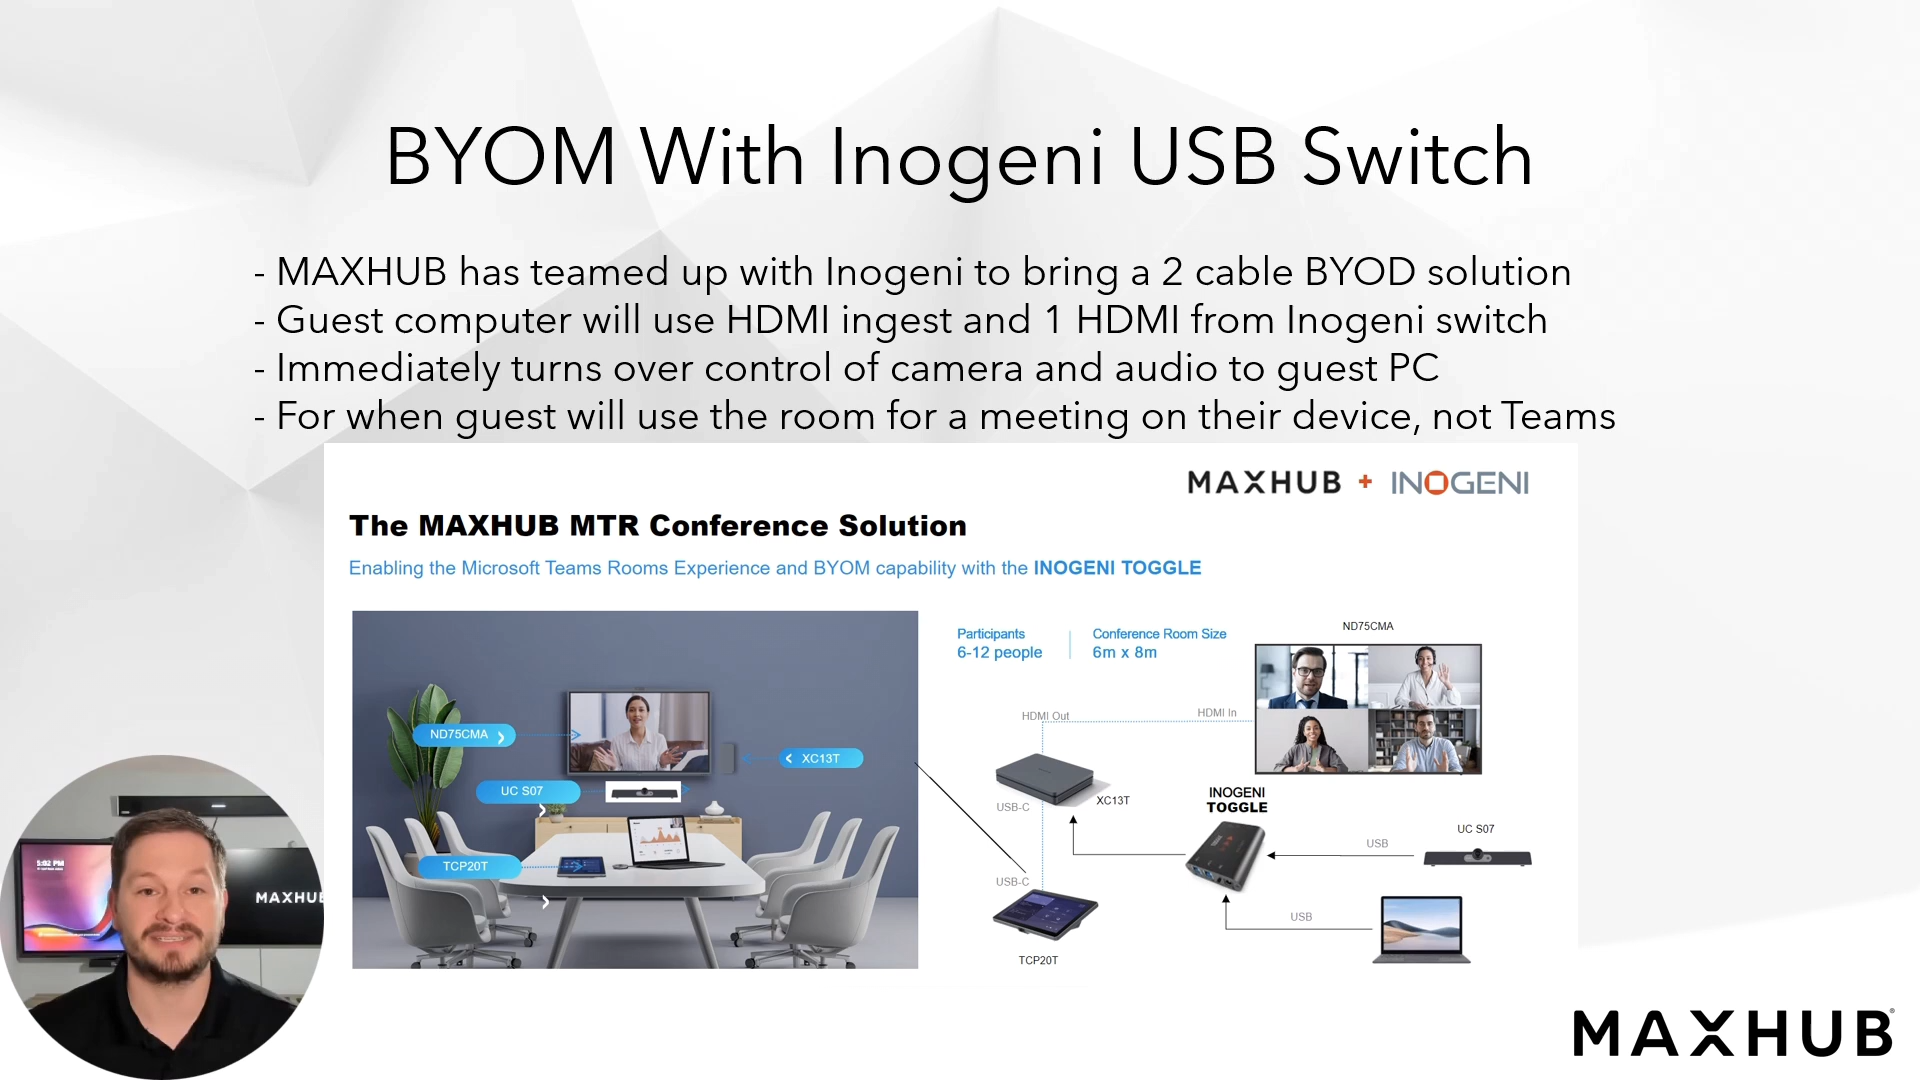 BYOM With Inogeni USB Switch
- MAXHUB has teamed up with Inogeni to bring a 2 cable BYOD solution
- Guest computer will use HDMI ingest and 1 HDMI from Inogeni switch
- Immediately turns over control of camera and audio to guest PC
- For when guest will use the room for a meeting on their device, not Teams
MAXHUB + INOGENI
The MAXHUB MTR Conference Solution
Enabling the Microsoft Teams Rooms Experience and BYOM capability with the INOGENI TOGGLE
ND75CMA
XC13T
UC S07
TCP20T
Participants
6-12 people
Conference Room Size
6m x 8m
ND75CMA
HDMI Out
HDMI In
USB-C
XC13T
INOGENI
TOGGLE
USB
UC S07
USB-C
USB
TCP20T
5:02 PM
MAXHU
MAXHUB®